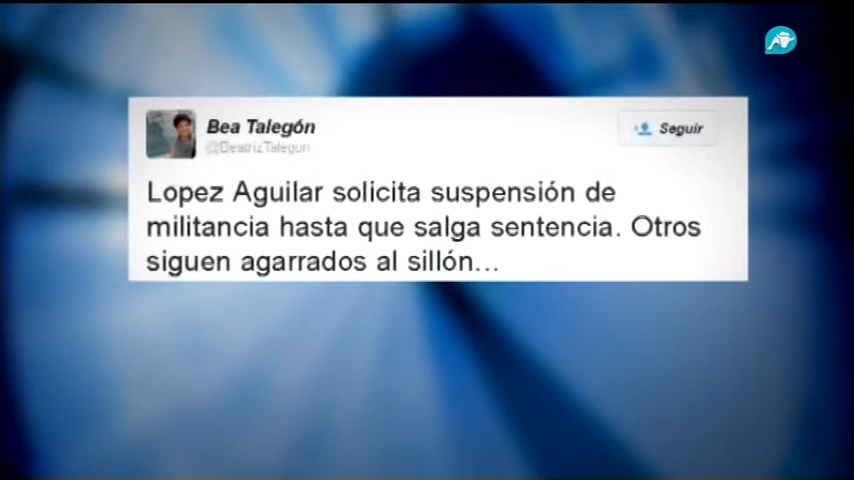 Bea Talegón
@BeatrizTalegon
Seguir
Lopez Aguilar solicita suspensión de
militancia hasta que salga sentencia. Otros
siguen agarrados al sillón...